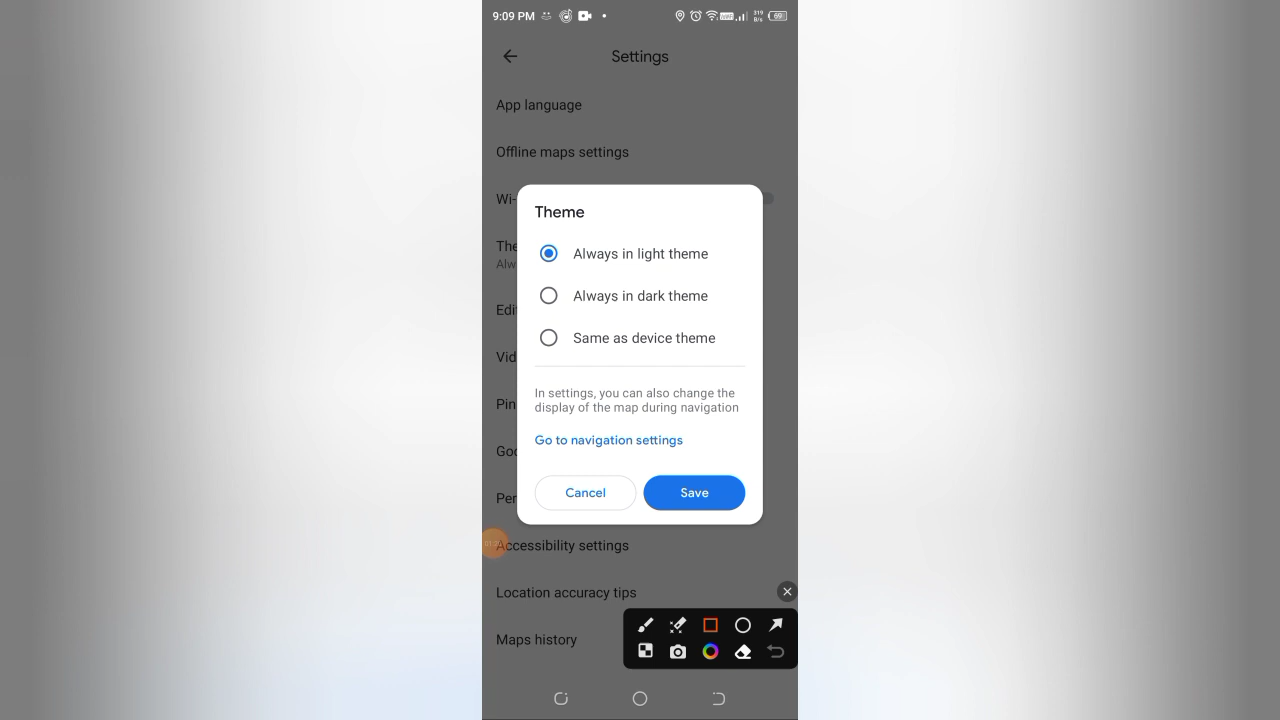 9:09 PM
319
B/s
69
Settings
App language
Offline maps settings
Wi-
Theme
The
Alw
Always in light theme
Always in dark theme
Edi
Same as device theme
Vid
In settings, you can also change the
display of the map during navigation
Pin
Go to navigation settings
Goo
Cancel
Save
Per
Accessibility settings
Location accuracy tips
Maps history